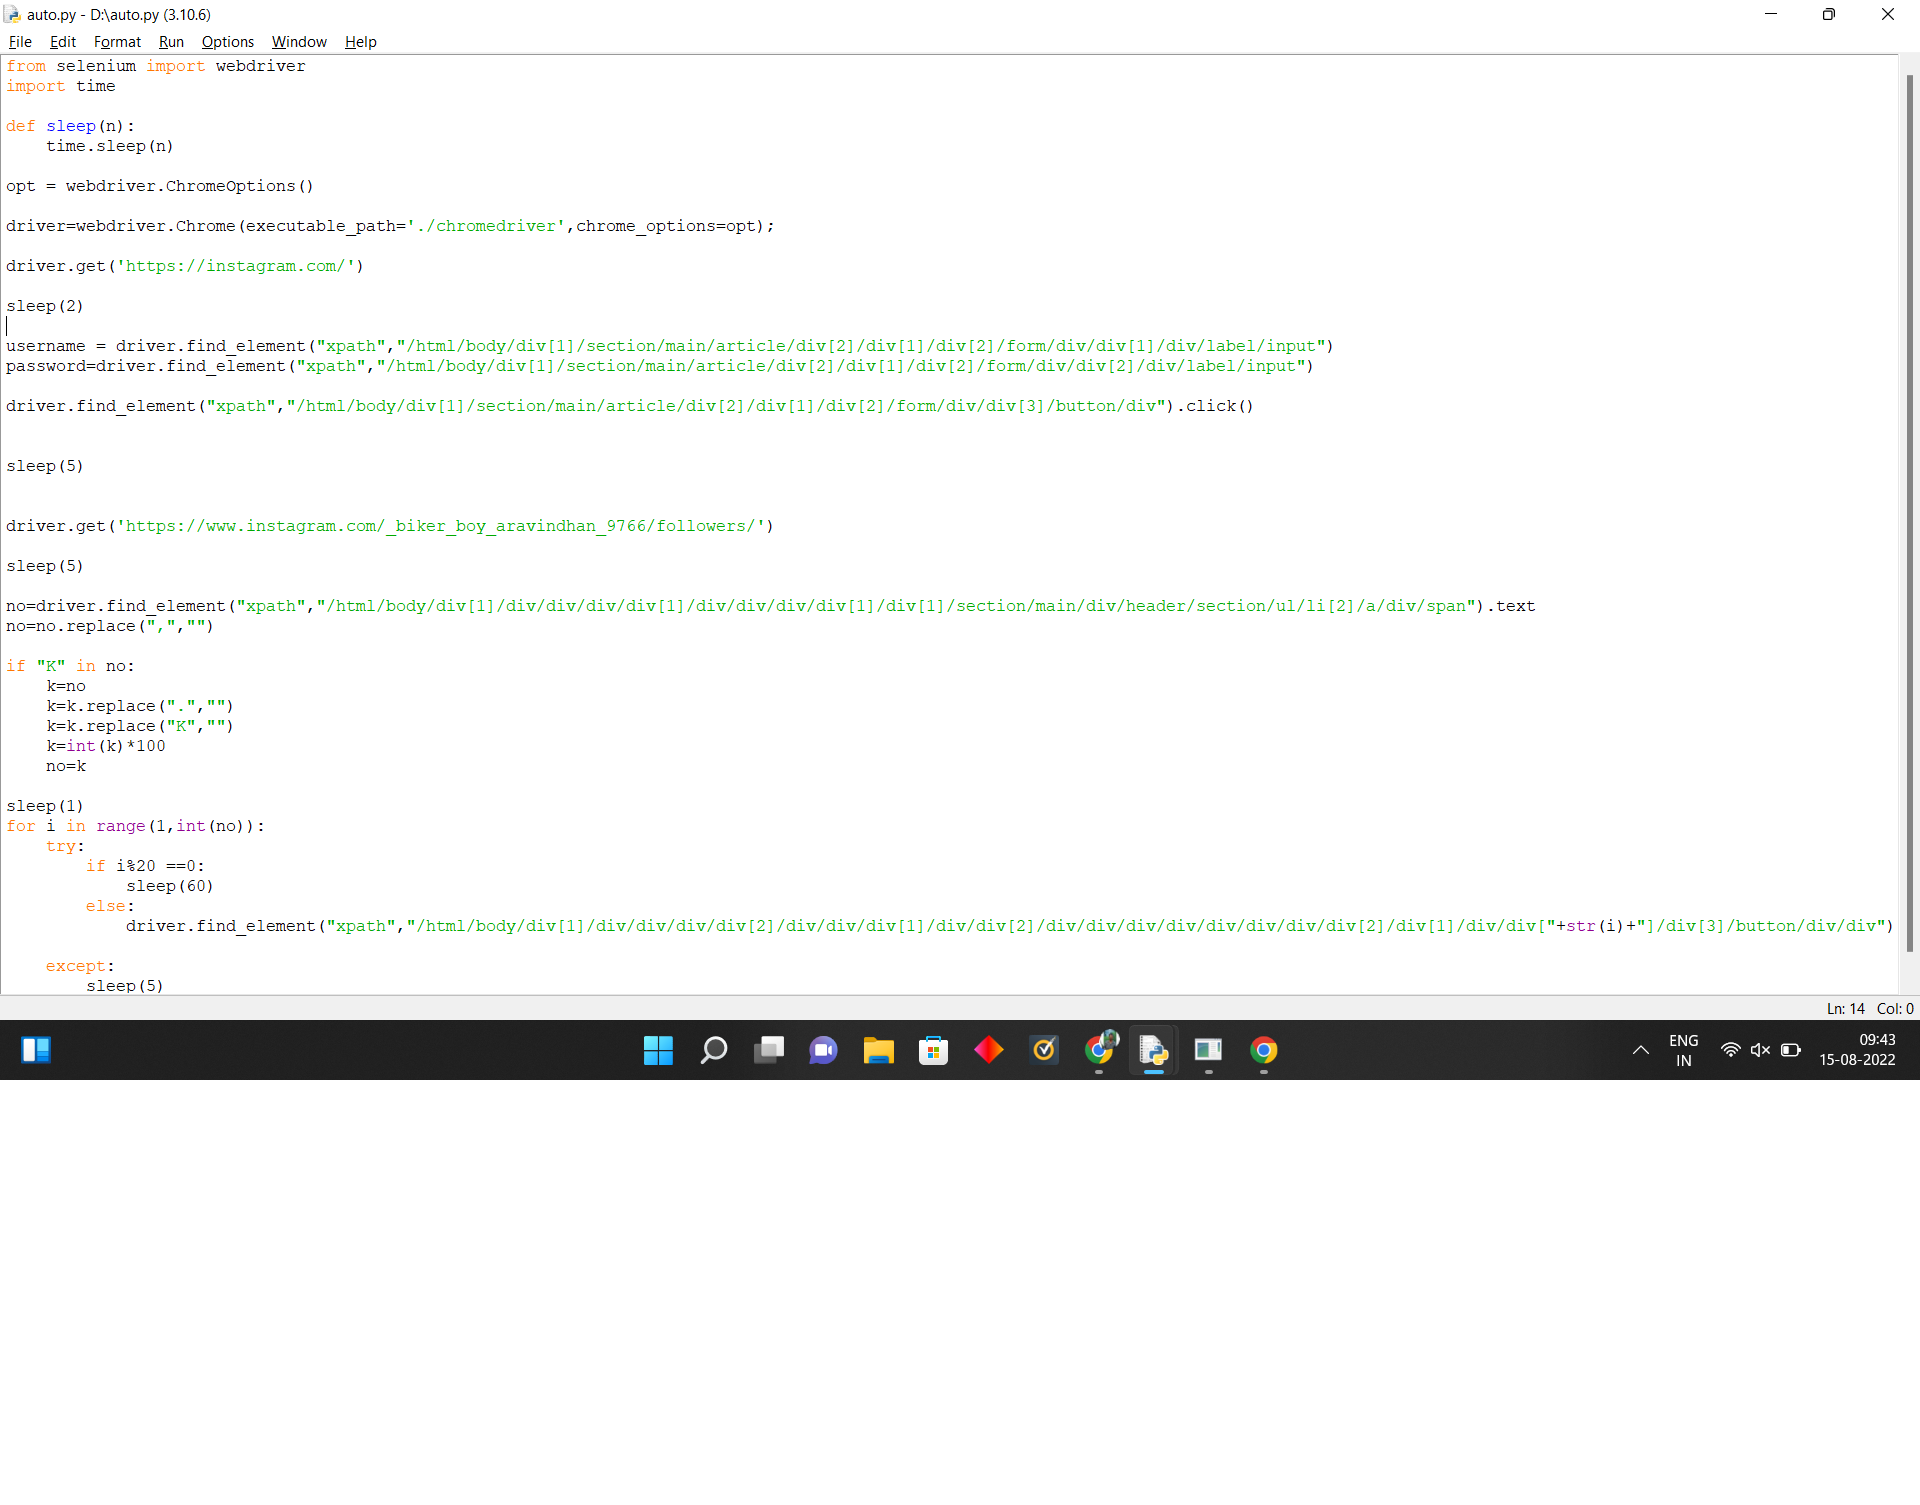 auto.py - D:\auto.py (3.10.6)
File Edit Format Run Options Window Help
from selenium import webdriver
import time
def sleep(n):
    time.sleep(n)
opt = webdriver.ChromeOptions()
driver=webdriver.Chrome(executable_path='./chromedriver',chrome_options=opt);
driver.get('https://instagram.com/')
sleep(2)
username = driver.find_element("xpath","/html/body/div[1]/section/main/article/div[2]/div[1]/div[2]/form/div/div[1]/div/label/input")
password=driver.find_element("xpath","/html/body/div[1]/section/main/article/div[2]/div[1]/div[2]/form/div/div[2]/div/label/input")
driver.find_element("xpath","/html/body/div[1]/section/main/article/div[2]/div[1]/div[2]/form/div/div[3]/button/div").click()
sleep(5)
driver.get('https://www.instagram.com/_biker_boy_aravindhan_9766/followers/')
sleep(5)
no=driver.find_element("xpath","/html/body/div[1]/div/div/div/div[1]/div/div/div/div[1]/div[1]/section/main/div/header/section/ul/li[2]/a/div/span").text
no=no.replace(",","")
if "K" in no:
    k=no
    k=k.replace(".","")
    k=k.replace("K","")
    k=int(k)*100
    no=k
sleep(1)
for i in range(1,int(no)):
    try:
        if i%20 ==0:
            sleep(60)
        else:
            driver.find_element("xpath","/html/body/div[1]/div/div/div/div[2]/div/div/div[1]/div/div[2]/div/div/div/div/div/div/div/div[2]/div[1]/div/div["+str(i)+"]/div[3]/button/div/div")
    except:
        sleep(5)
Ln: 14 Col: 0
ENG
IN
09:43
15-08-2022